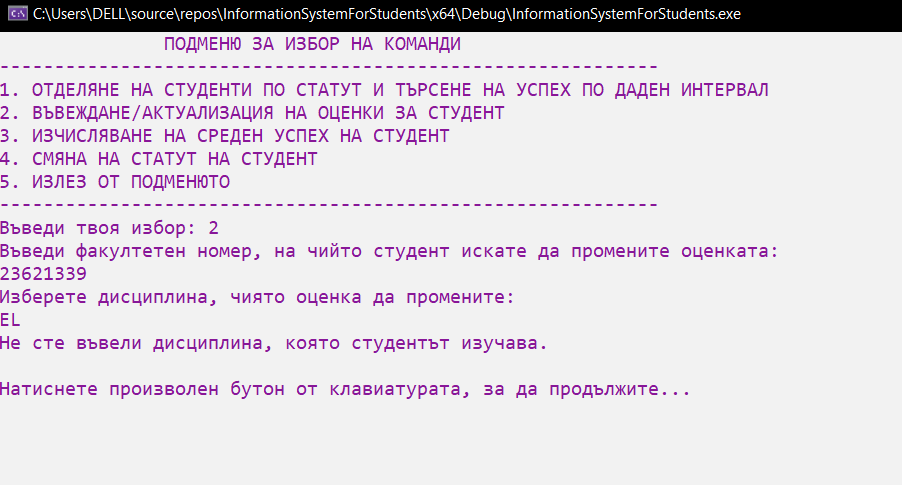 C:\Users\DELL\source\repos\InformationSystemForStudents\x64\Debug\InformationSystemForStudents.exe
ПОДМЕНЮ ЗА ИЗБОР НА КОМАНДИ
------------------------------------------------------------
1. ОТДЕЛЯНЕ НА СТУДЕНТИ ПО СТАТУТ И ТЪРСЕНЕ НА УСПЕХ ПО ДАДЕН ИНТЕРВАЛ
2. ВЪВЕЖДАНЕ/АКТУАЛИЗАЦИЯ НА ОЦЕНКИ ЗА СТУДЕНТ
3. ИЗЧИСЛЯВАНЕ НА СРЕДЕН УСПЕХ НА СТУДЕНТ
4. СМЯНА НА СТАТУТ НА СТУДЕНТ
5. ИЗЛЕЗ ОТ ПОДМЕНЮТО
------------------------------------------------------------
Въведи твоя избор: 2
Въведи факултетен номер, на чийто студент искате да промените оценката:
23621339
Изберете дисциплина, чиято оценка да промените:
EL
Не сте въвели дисциплина, която студентът изучава.
Натиснете произволен бутон от клавиатурата, за да продължите...